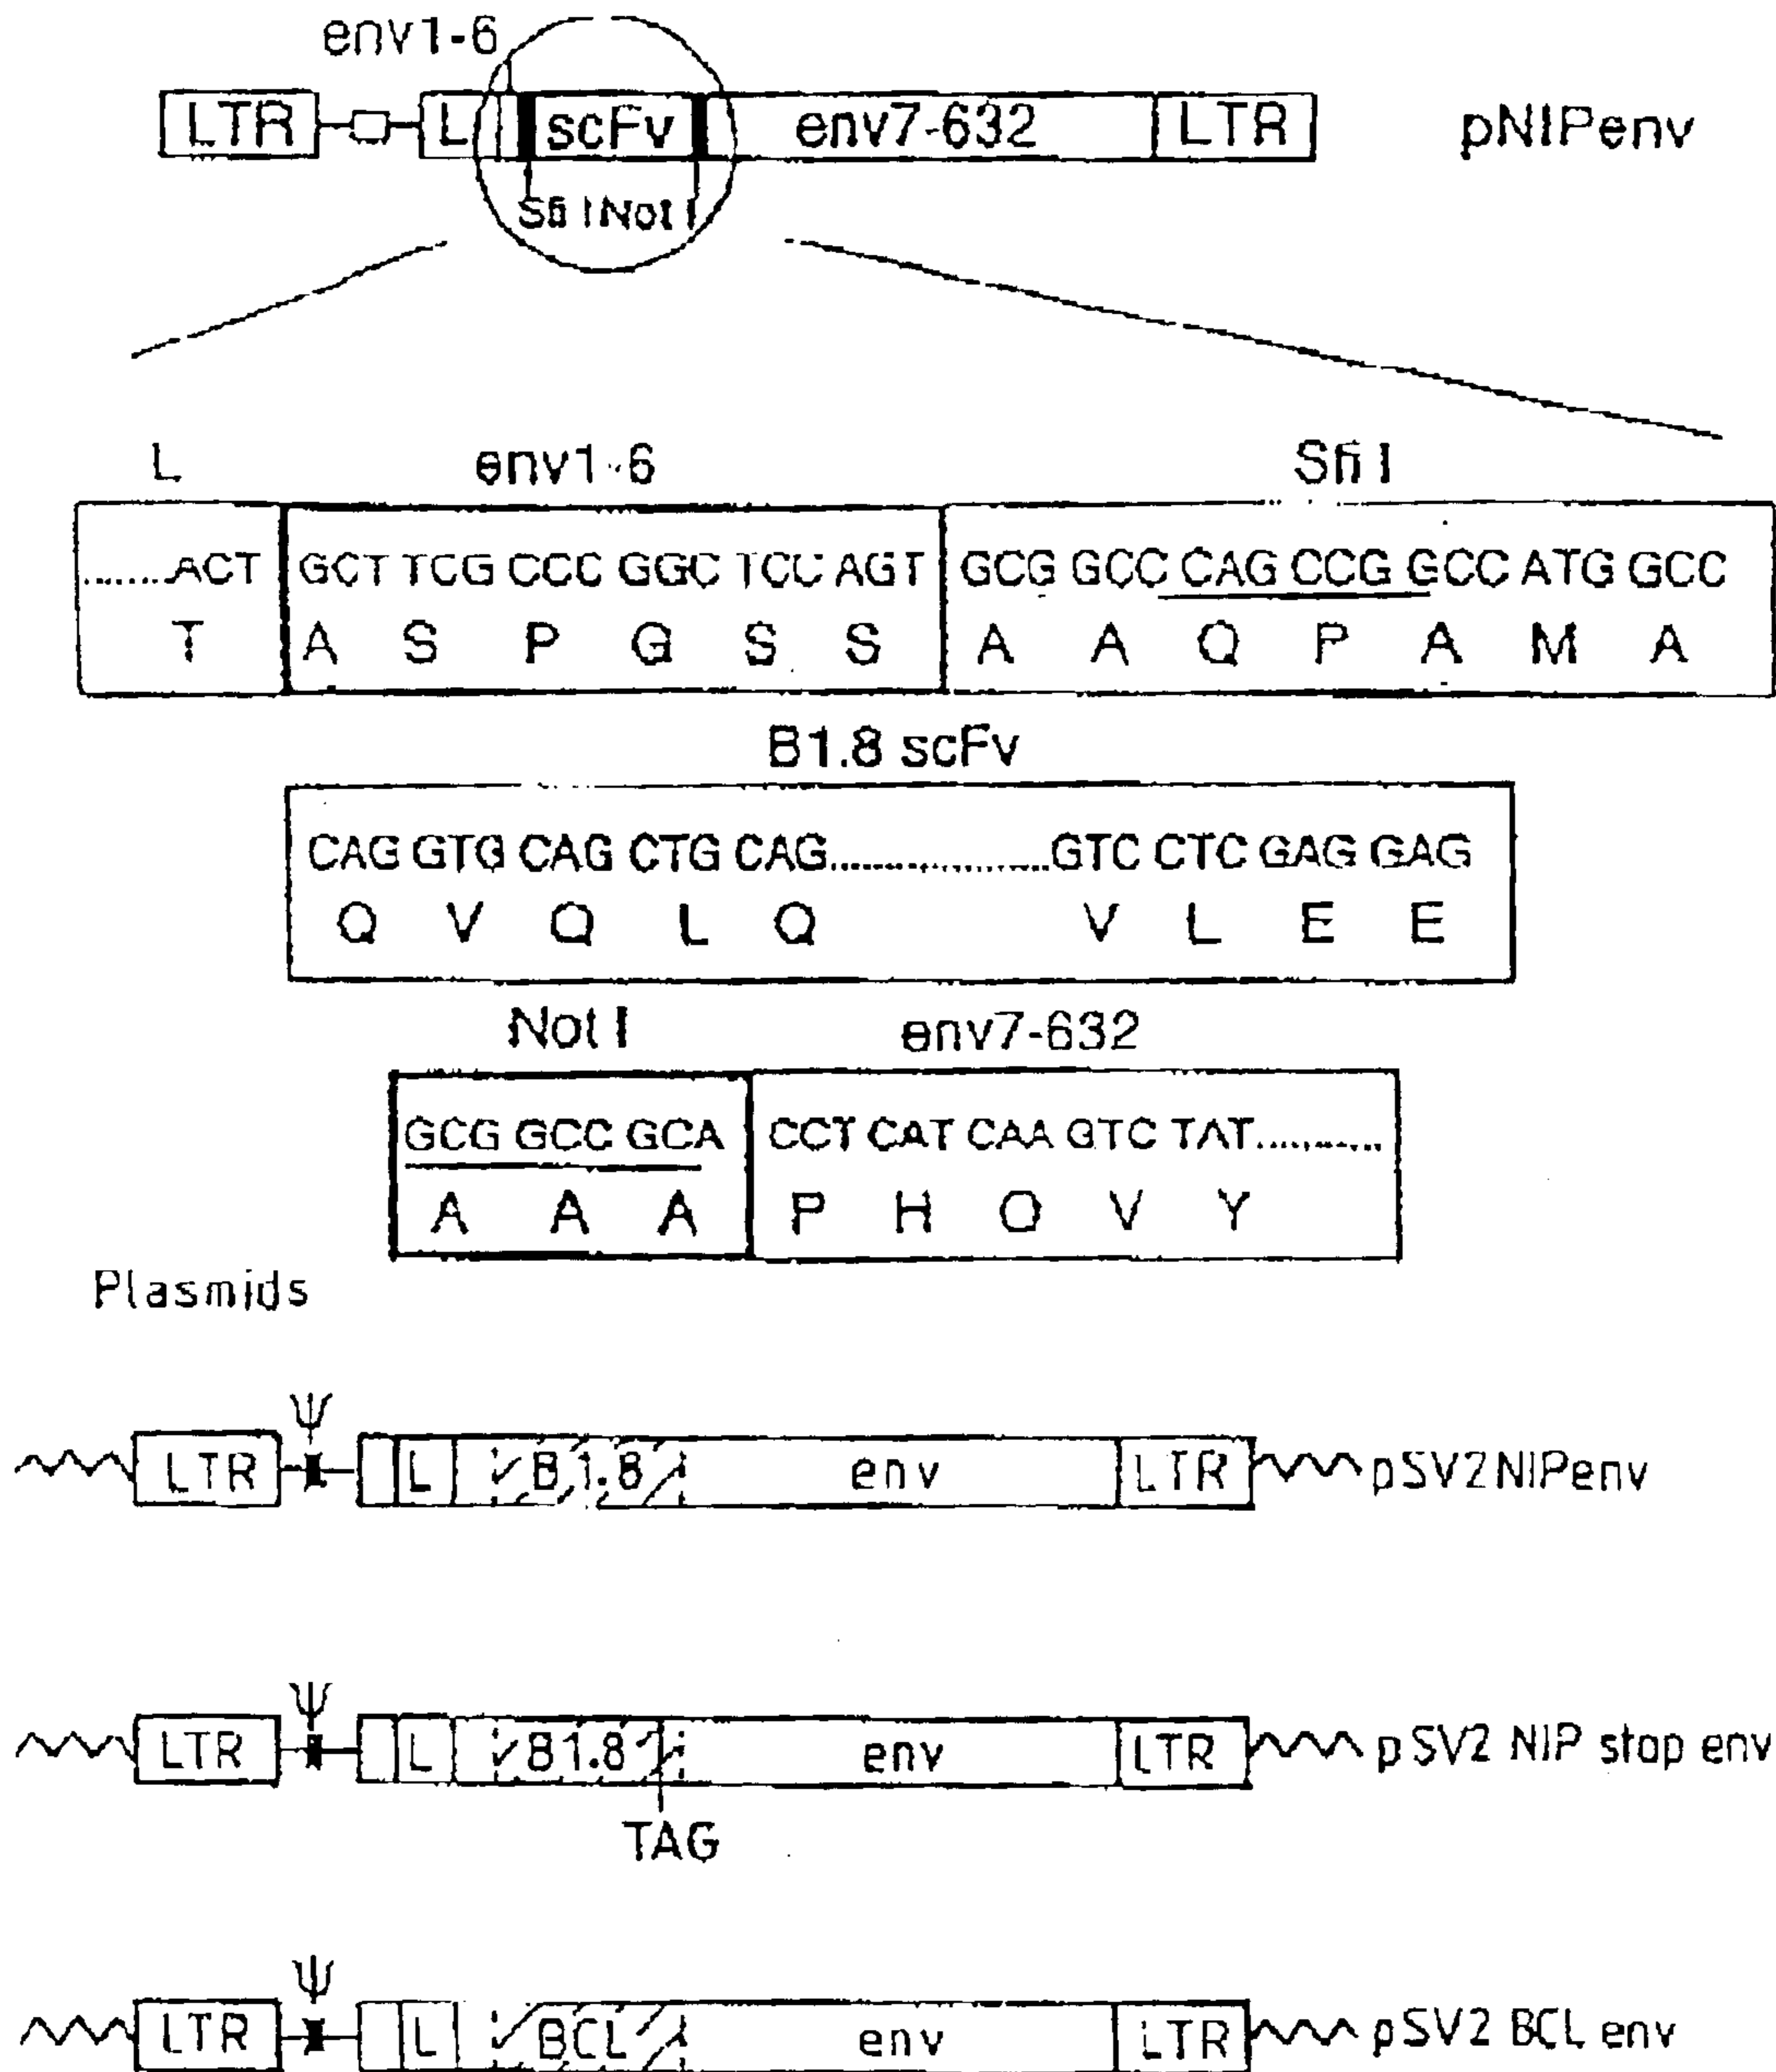 env1-6
LTR L scFv env7-632 LTR pNIPenv
Sfi I Not I
L env1-6 Sfi I
.......ACT GCT TCG CCC GGC TCC AGT GCG GCC CAG CCG GCC ATG GCC
T A S P G S S A A Q P A M A
B1.8 scFv
CAG GTG CAG CTG CAG....................GTC CTC GAG GAG
Q V Q L Q V L E E
Not I env7-632
GCG GCC GCA CCT CAT CAA GTC TAT...........
A A A P H Q V Y
Plasmids
Ψ
LTR L B1.8 env LTR pSV2NIPenv
Ψ
LTR L B1.8 env LTR pSV2 NIP stop env
TAG
Ψ
LTR L BCL env LTR pSV2 BCL env